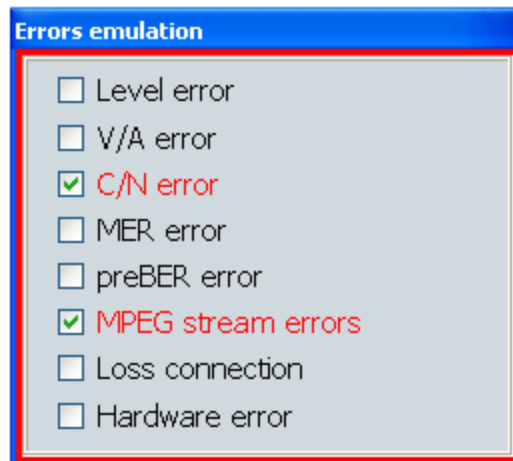 Errors emulation
Level error
V/A error
C/N error
MER error
preBER error
MPEG stream errors
Loss connection
Hardware error